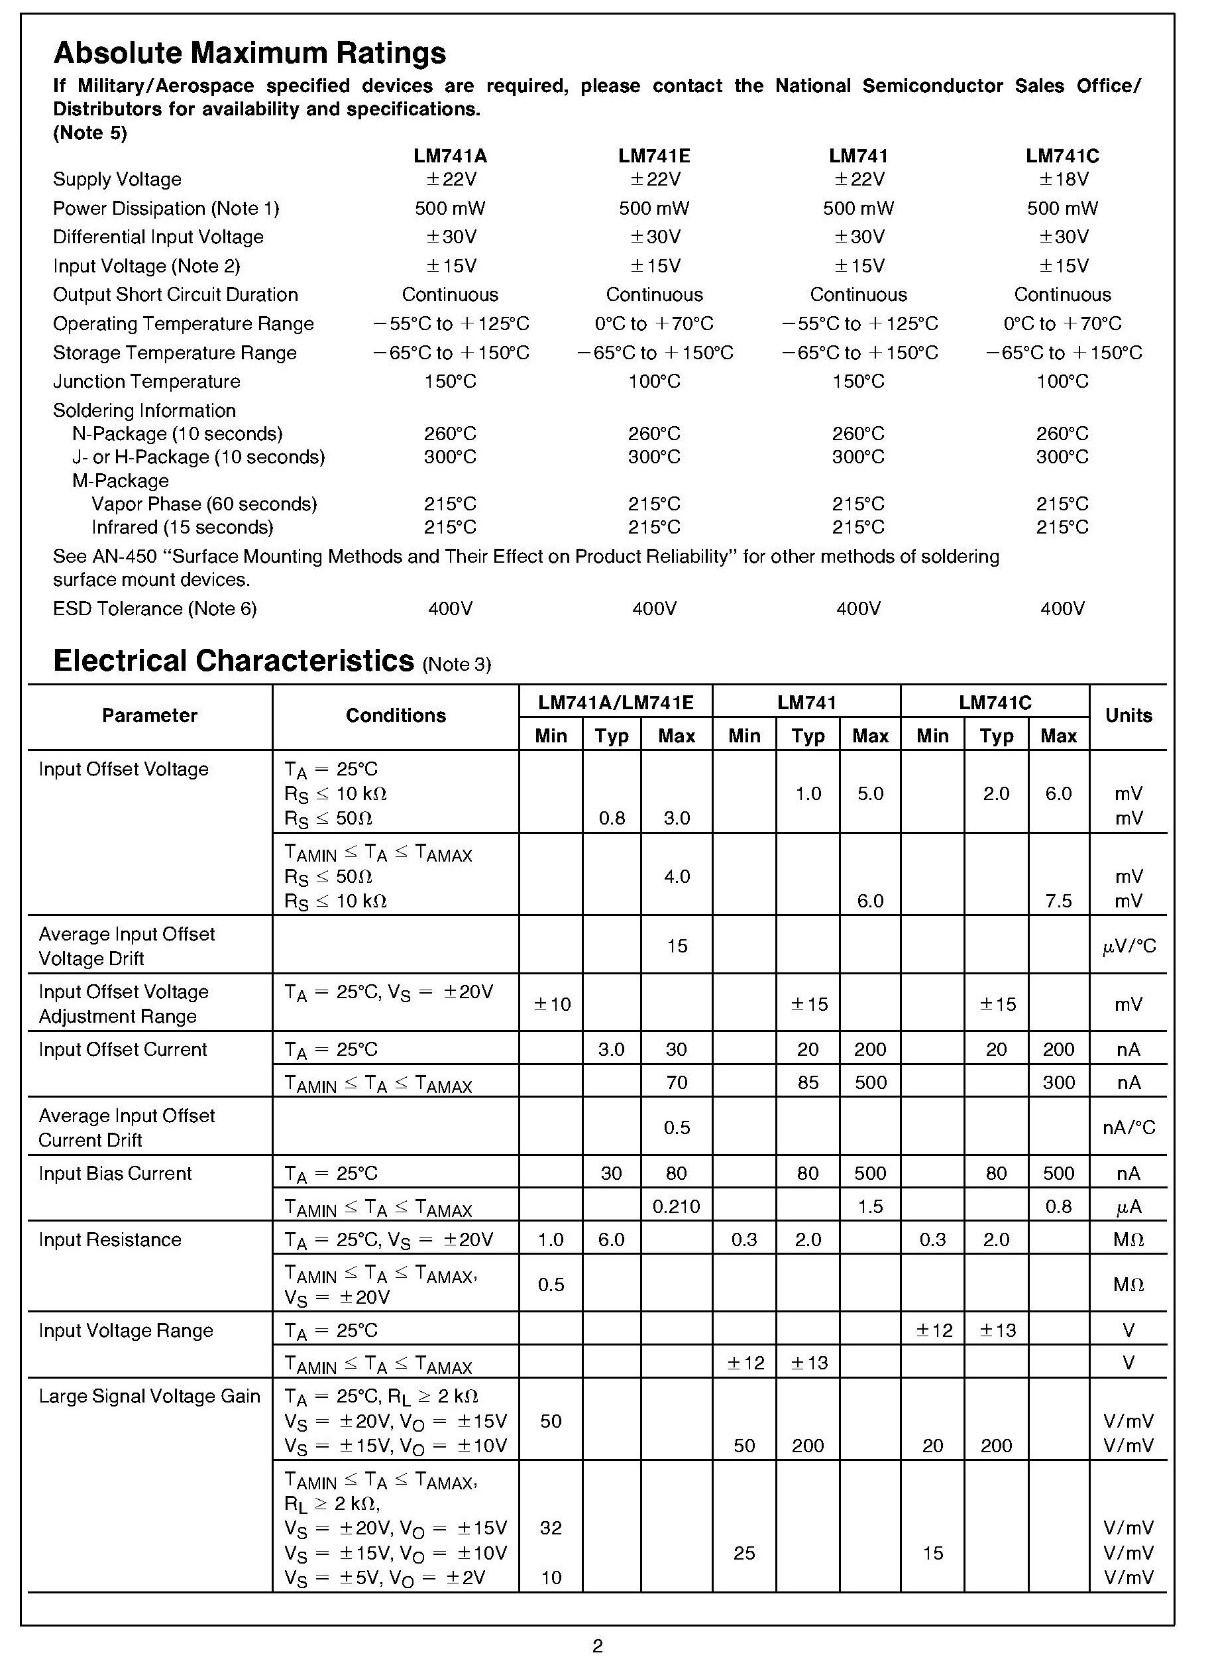 Absolute Maximum Ratings
If Military/Aerospace specified devices are required, please contact the National Semiconductor Sales Office/
Distributors for availability and specifications.
(Note 5)
LM741A LM741E LM741 LM741C
Supply Voltage ±22V ±22V ±22V ±18V
Power Dissipation (Note 1) 500 mW 500 mW 500 mW 500 mW
Differential Input Voltage ±30V ±30V ±30V ±30V
Input Voltage (Note 2) ±15V ±15V ±15V ±15V
Output Short Circuit Duration Continuous Continuous Continuous Continuous
Operating Temperature Range −55°C to +125°C 0°C to +70°C −55°C to +125°C 0°C to +70°C
Storage Temperature Range −65°C to +150°C −65°C to +150°C −65°C to +150°C −65°C to +150°C
Junction Temperature 150°C 100°C 150°C 100°C
Soldering Information
N-Package (10 seconds) 260°C 260°C 260°C 260°C
J- or H-Package (10 seconds) 300°C 300°C 300°C 300°C
M-Package
Vapor Phase (60 seconds) 215°C 215°C 215°C 215°C
Infrared (15 seconds) 215°C 215°C 215°C 215°C
See AN-450 “Surface Mounting Methods and Their Effect on Product Reliability” for other methods of soldering
surface mount devices.
ESD Tolerance (Note 6) 400V 400V 400V 400V
Electrical Characteristics (Note 3)
Parameter Conditions LM741A/LM741E LM741 LM741C Units
Min Typ Max Min Typ Max Min Typ Max
Input Offset Voltage TA = 25°C
RS ≤ 10 kΩ 1.0 5.0 2.0 6.0 mV
RS ≤ 50Ω 0.8 3.0 mV
TAMIN ≤ TA ≤ TAMAX
RS ≤ 50Ω 4.0 mV
RS ≤ 10 kΩ 6.0 7.5 mV
Average Input Offset
Voltage Drift 15 μV/°C
Input Offset Voltage
Adjustment Range TA = 25°C, VS = ±20V ±10 ±15 ±15 mV
Input Offset Current TA = 25°C 3.0 30 20 200 20 200 nA
TAMIN ≤ TA ≤ TAMAX 70 85 500 300 nA
Average Input Offset
Current Drift 0.5 nA/°C
Input Bias Current TA = 25°C 30 80 80 500 80 500 nA
TAMIN ≤ TA ≤ TAMAX 0.210 1.5 0.8 μA
Input Resistance TA = 25°C, VS = ±20V 1.0 6.0 0.3 2.0 0.3 2.0 MΩ
TAMIN ≤ TA ≤ TAMAX,
VS = ±20V 0.5 MΩ
Input Voltage Range TA = 25°C ±12 ±13 V
TAMIN ≤ TA ≤ TAMAX ±12 ±13 V
Large Signal Voltage Gain TA = 25°C, RL ≥ 2 kΩ
VS = ±20V, VO = ±15V 50 V/mV
VS = ±15V, VO = ±10V 50 200 20 200 V/mV
TAMIN ≤ TA ≤ TAMAX,
RL ≥ 2 kΩ,
VS = ±20V, VO = ±15V 32 V/mV
VS = ±15V, VO = ±10V 25 15 V/mV
VS = ±5V, VO = ±2V 10 V/mV
2